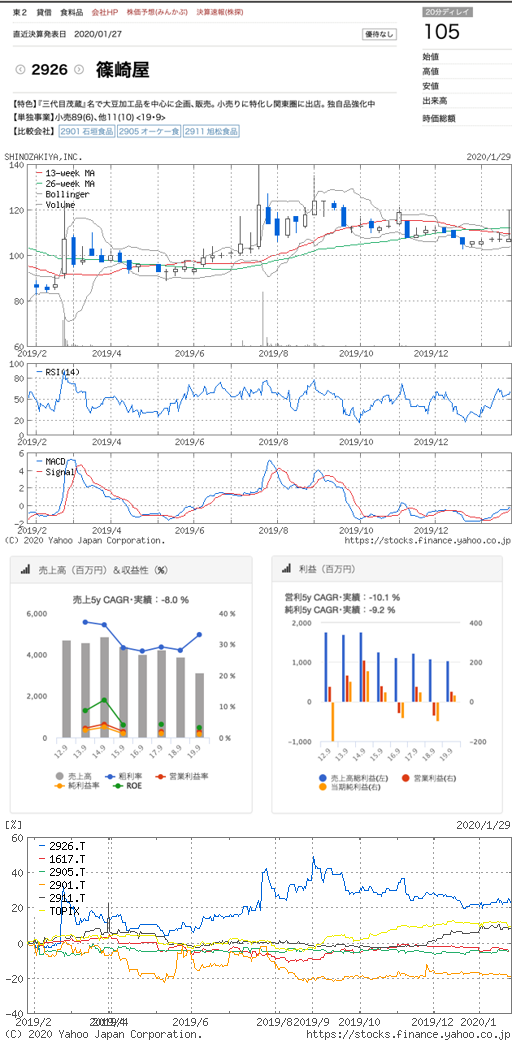 東2 貸借 食料品 会社HP 株価予想(みんかぶ) 決算速報(株探)
20分ディレイ
直近決算発表日 2020/01/27
優待なし
105
2926 篠崎屋
始値
高値
安値
出来高
時価総額
【特色】『三代目茂蔵』名で大豆加工品を中心に企画、販売。小売りに特化し関東圏に出店。独自品強化中
【単独事業】小売89(6)、他11(10)<19・9>
【比較会社】 2901 石垣食品 2905 オーケー食 2911 旭松食品
SHINOZAKIYA,INC.
2020/1/29
13-week MA
26-week MA
Bollinger
Volume
140
120
100
80
60
2019/2 2019/4 2019/6 2019/8 2019/10 2019/12
RSI(14)
100
80
50
20
0
2019/2 2019/4 2019/6 2019/8 2019/10 2019/12
MACD
Signal
6
4
2
0
-2
2019/2 2019/4 2019/6 2019/8 2019/10 2019/12
(C) 2020 Yahoo Japan Corporation.
https://stocks.finance.yahoo.co.jp/
売上高（百万円）＆収益性（%）
売上5y CAGR・実績：-8.0 %
6,000
4,000
2,000
0
40 %
30 %
20 %
10 %
0 %
12.9 13.9 14.9 15.9 16.9 17.9 18.9 19.9
売上高 粗利率 営業利益率
純利益率 ROE
利益（百万円）
営利5y CAGR・実績：-10.1 %
純利5y CAGR・実績：-9.2 %
2,000
1,000
0
-1,000
400
200
0
-200
12.9 13.9 14.9 15.9 16.9 17.9 18.9 19.9
売上高総利益(左) 営業利益(右)
当期純利益(右)
[%]
2020/1/29
2926.T
1617.T
2905.T
2901.T
2911.T
TOPIX
60
40
20
0
-20
-40
2019/2 2019/4 2019/6 2019/8 2019/9 2019/10 2019/12 2020/1
(C) 2020 Yahoo Japan Corporation.
https://stocks.finance.yahoo.co.jp/